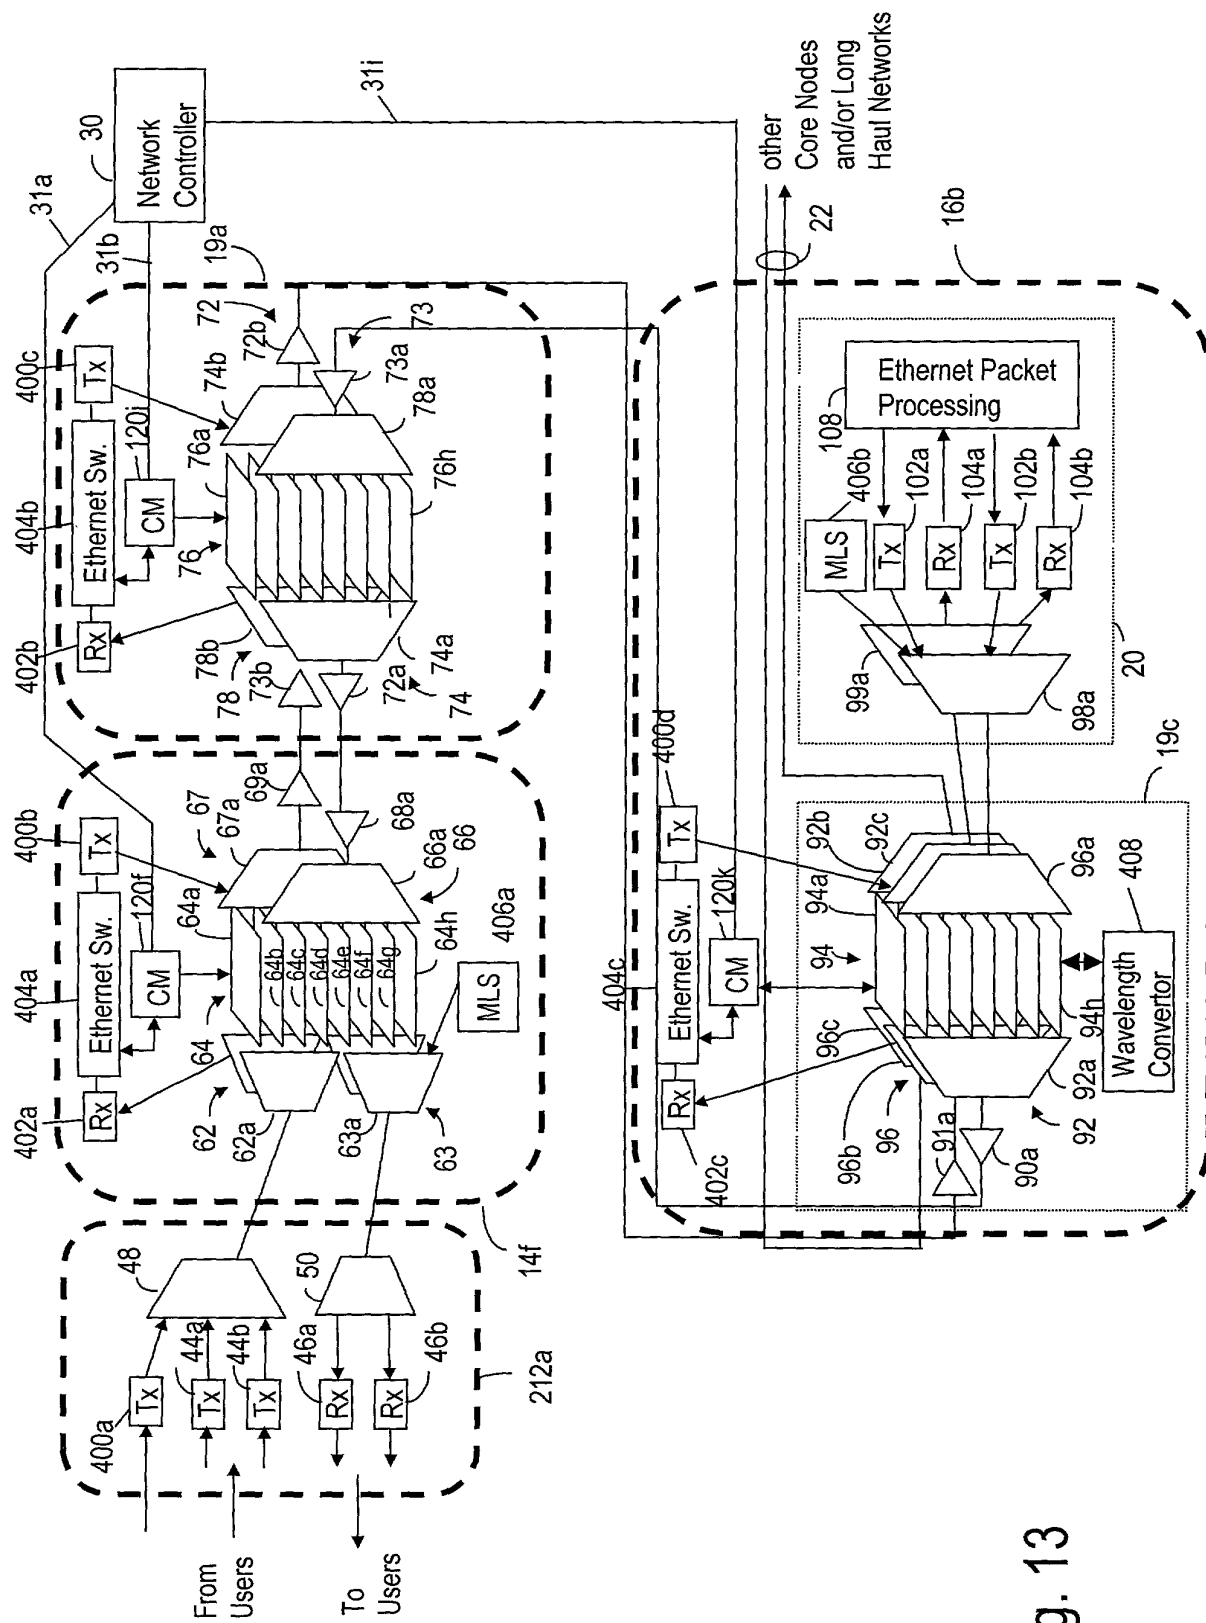 From
Users
To
Users
400a
Tx
44a
Tx
44b
Tx
46a
Rx
46b
Rx
48
50
212a
14f
402a
Rx
404a
Ethernet Sw.
400b
Tx
120f
CM
62
62a
63a
63
64
64a
64b
64c
64d
64e
64f
64g
64h
67
67a
66a
66
69a
68a
MLS
406a
402b
Rx
404b
Ethernet Sw.
400c
Tx
120j
CM
78b
78
73b
72a
74
74a
76
76a
76h
74b
72b
72
73
73a
78a
19a
31a
31b
30
Network
Controller
31i
404c
Ethernet Sw.
400d
Tx
Rx
402c
120k
CM
96b
96
96c
91a
90a
92
92a
94
94a
94h
92b
92c
96a
Wavelength
Convertor
408
19c
99a
98a
20
MLS
406b
Tx
102a
Rx
104a
Tx
102b
Rx
104b
108
Ethernet Packet
Processing
16b
22
other
Core Nodes
and/or Long
Haul Networks
g. 13